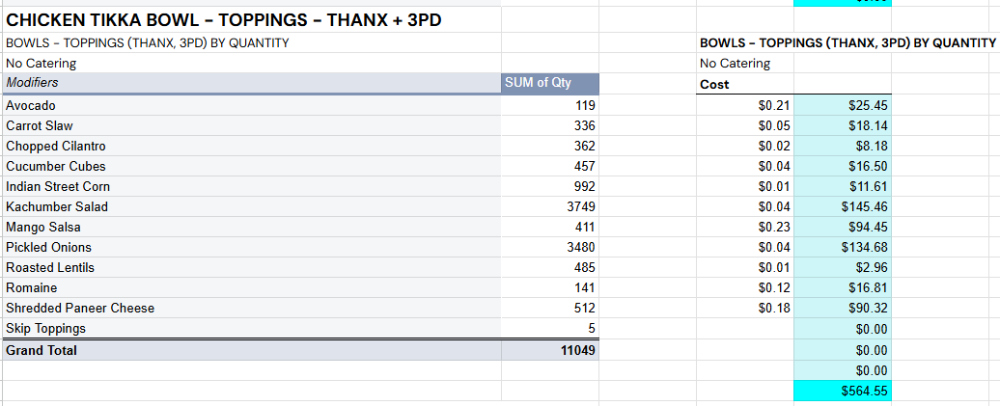 CHICKEN TIKKA BOWL - TOPPINGS - THANX + 3PD
BOWLS - TOPPINGS (THANX, 3PD) BY QUANTITY BOWLS - TOPPINGS (THANX, 3PD) BY QUANTITY
No Catering No Catering
Modifiers SUM of Qty Cost
Avocado 119 $0.21 $25.45
Carrot Slaw 336 $0.05 $18.14
Chopped Cilantro 362 $0.02 $8.18
Cucumber Cubes 457 $0.04 $16.50
Indian Street Corn 992 $0.01 $11.61
Kachumber Salad 3749 $0.04 $145.46
Mango Salsa 411 $0.23 $94.45
Pickled Onions 3480 $0.04 $134.68
Roasted Lentils 485 $0.01 $2.96
Romaine 141 $0.12 $16.81
Shredded Paneer Cheese 512 $0.18 $90.32
Skip Toppings 5 $0.00
Grand Total 11049 $0.00
$0.00
$564.55